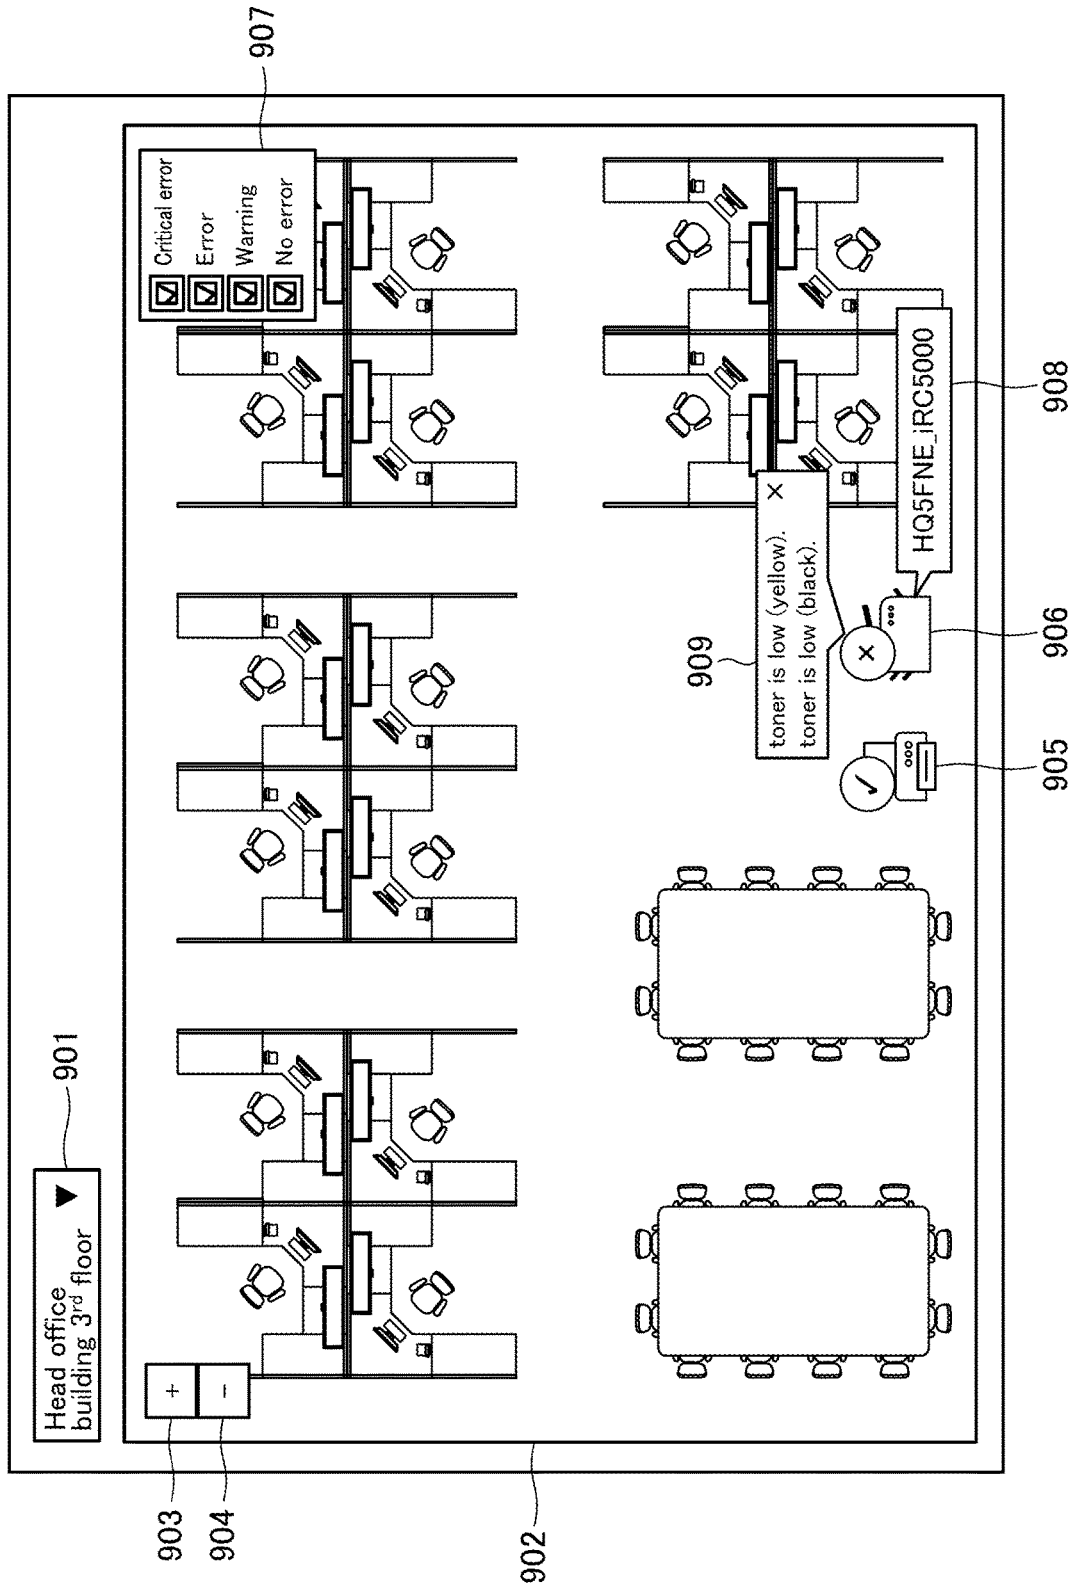 Head office
building 3rd floor ▼
901
903
+
904
−
902
907
Critical error
Error
Warning
No error
909
toner is low (yellow). ×
toner is low (black).
905
906
HQ5FNE_iRC5000
908